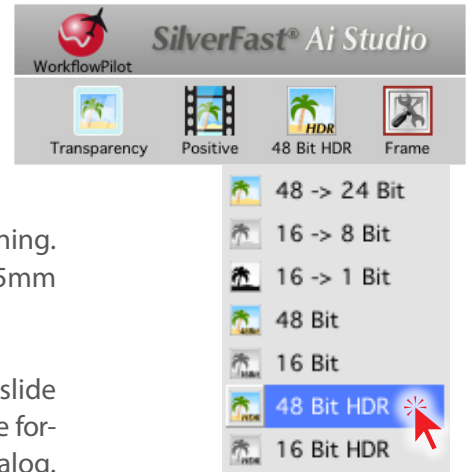 SilverFast® Ai Studio
WorkflowPilot
HDR
Transparency Positive 48 Bit HDR Frame
48 -> 24 Bit
16 -> 8 Bit
16 -> 1 Bit
48 Bit
16 Bit
48 Bit HDR
16 Bit HDR
ning.
5mm
slide
e for-
alog.